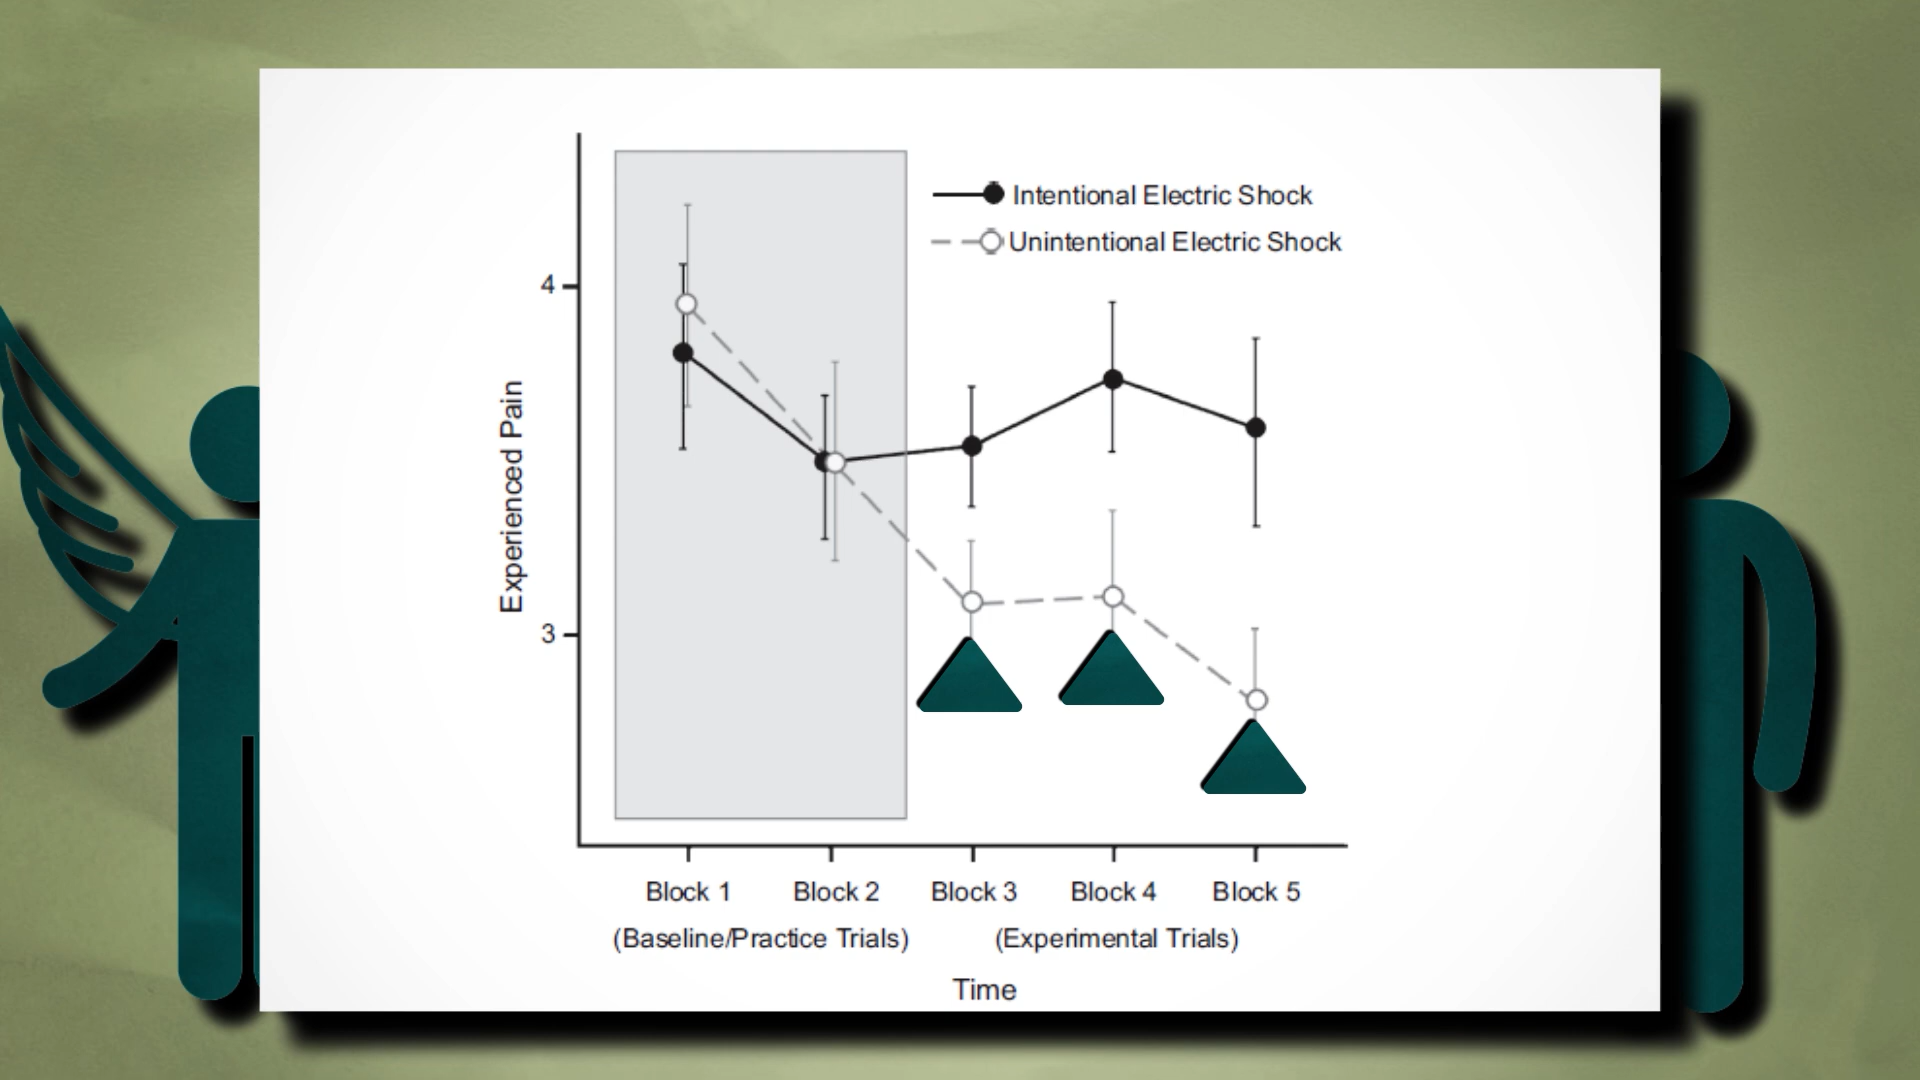 Intentional Electric Shock
Unintentional Electric Shock
4
3
Experienced Pain
Block 1 Block 2 Block 3 Block 4 Block 5
(Baseline/Practice Trials) (Experimental Trials)
Time